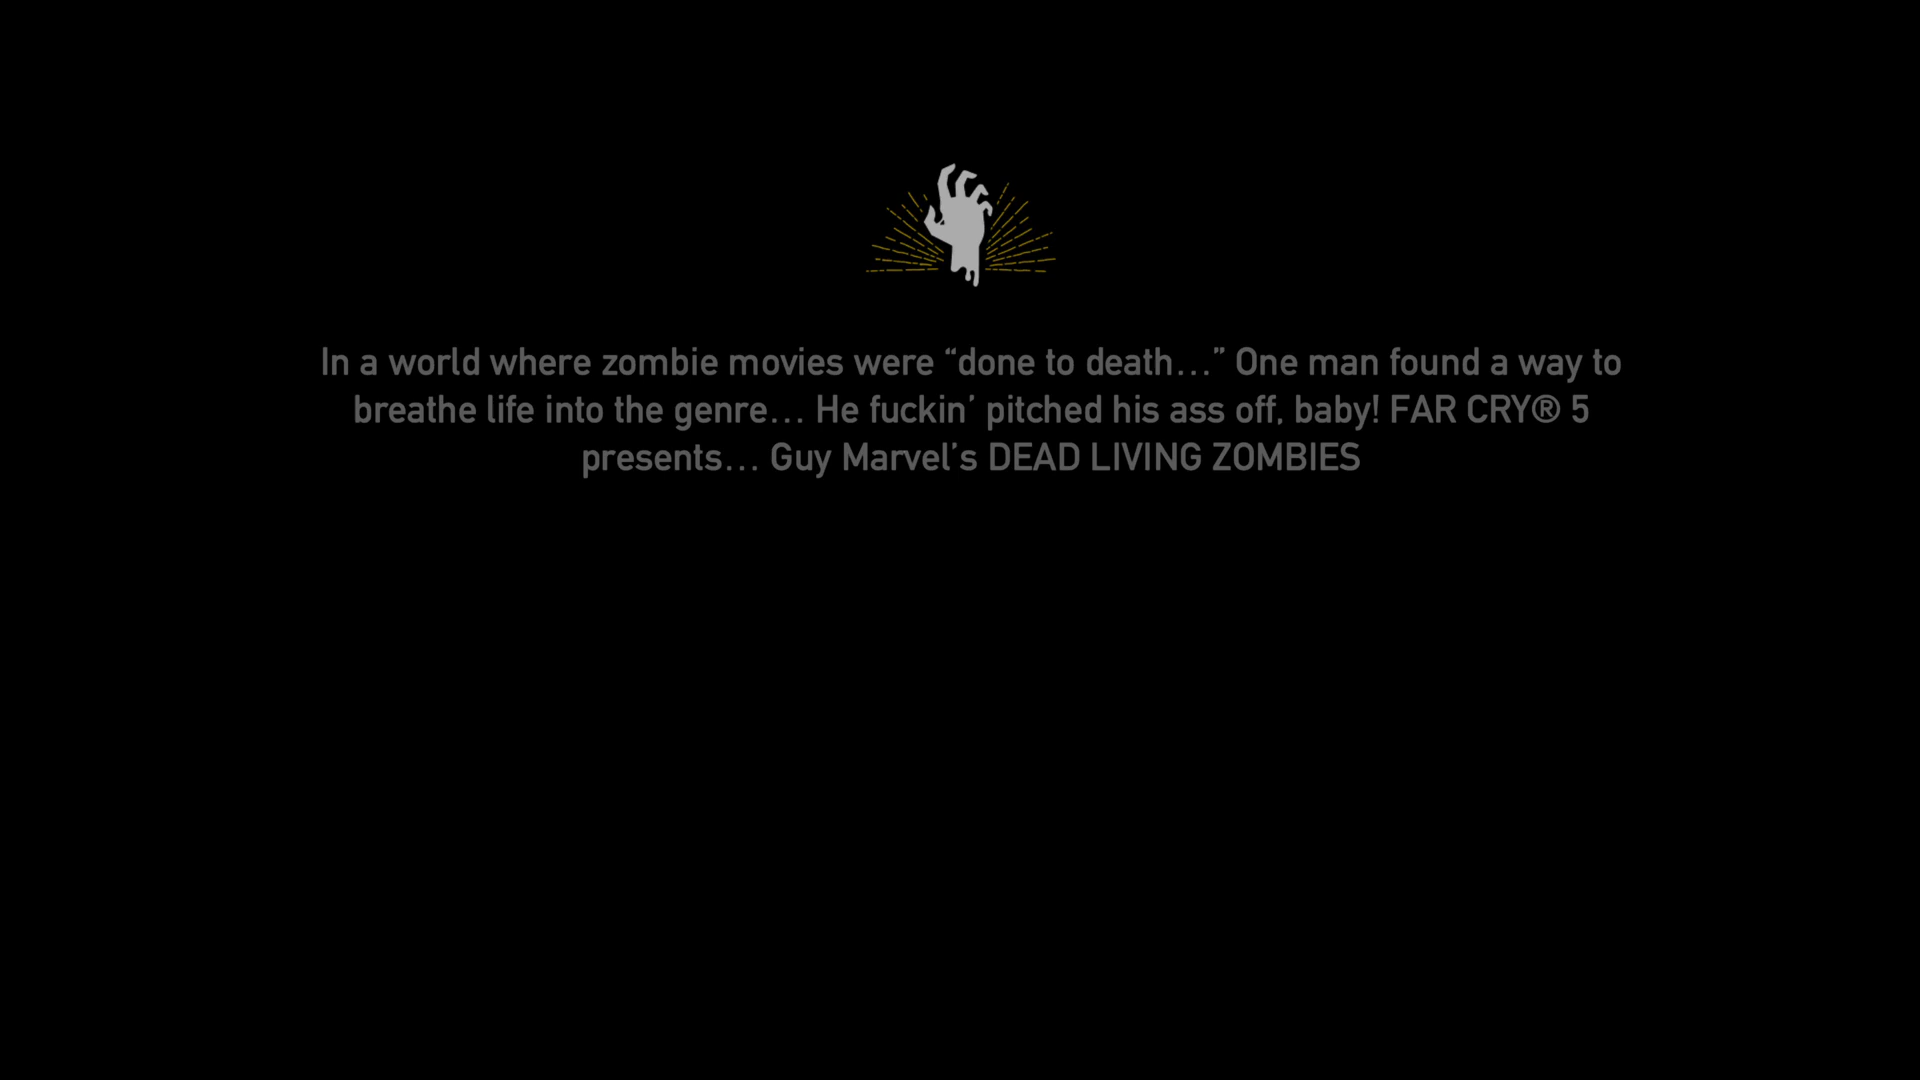 In a world where zombie movies were “done to death…” One man found a way to
breathe life into the genre… He fuckin’ pitched his ass off, baby! FAR CRY® 5
presents… Guy Marvel’s DEAD LIVING ZOMBIES